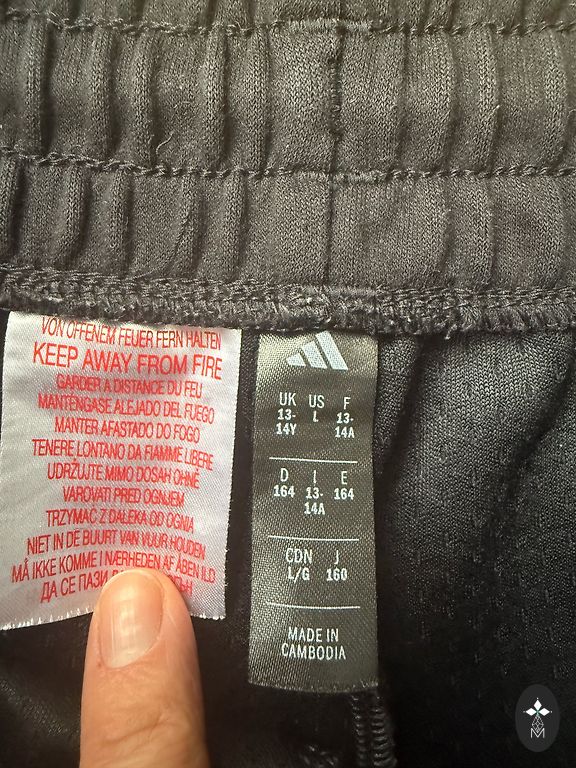 VON OFFENEM FEUER FERN HALTEN
KEEP AWAY FROM FIRE
GARDER A DISTANCE DU FEU
MANTÉNGASE ALEJADO DEL FUEGO
MANTER AFASTADO DO FOGO
TENERE LONTANO DA FIAMME LIBERE
UDRŽUJTE MIMO DOSAH OHNĚ
VAROVATI PRED OGNJEM
TRZYMAĆ Z DALEKA OD OGNIA
NIET IN DE BUURT VAN VUUR HOUDEN
MÅ IKKE KOMME I NÆRHEDEN AF ÅBEN ILD
ДА СЕ ПАЗИ
UK US F
13- L 13-
14Y 14A
D I E
164 13- 164
14A
CDN J
L/G 160
MADE IN
CAMBODIA
M